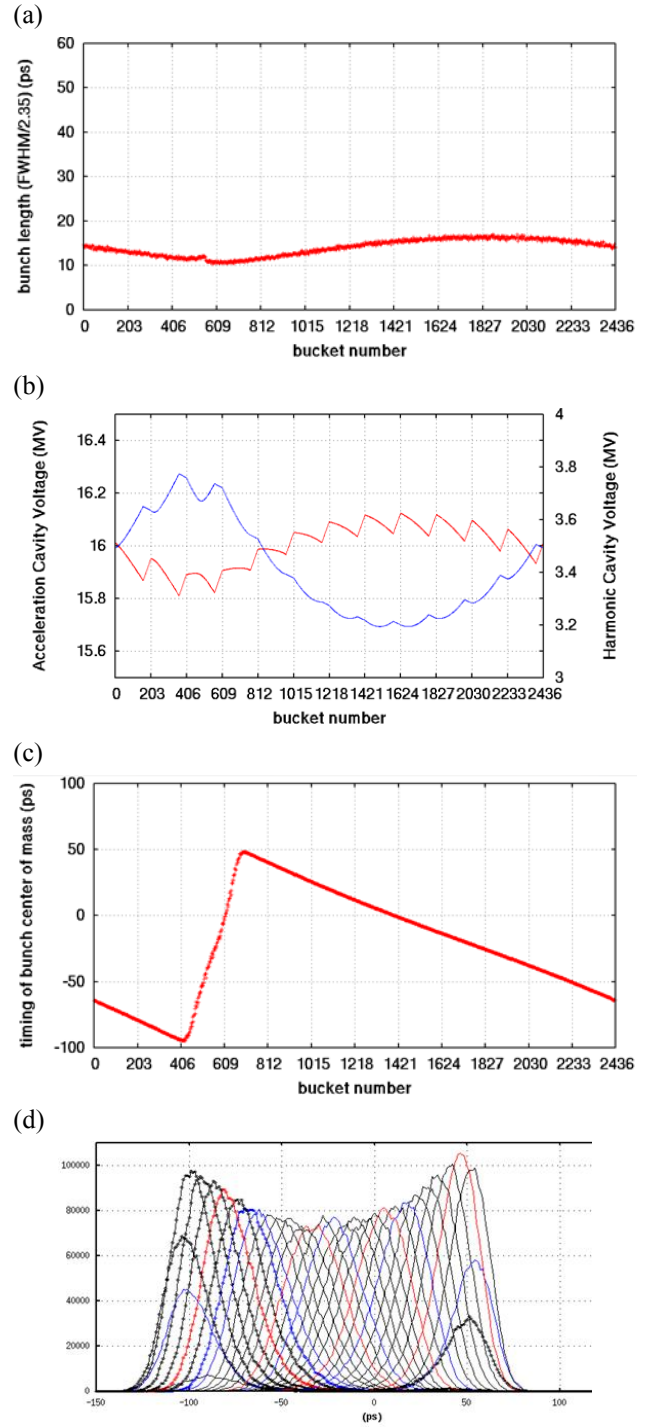 (a)
60
50
40
30
20
10
0
bunch length (FWHM/2.35) (ps)
0 203 406 609 812 1015 1218 1421 1624 1827 2030 2233 2436
bucket number
(b)
16.4
16.2
16
15.8
15.6
Acceleration Cavity Voltage (MV)
4
3.8
3.6
3.4
3.2
3
Harmonic Cavity Voltage (MV)
0 203 406 609 812 1015 1218 1421 1624 1827 2030 2233 2436
bucket number
(c)
100
50
0
-50
-100
timing of bunch center of mass (ps)
0 203 406 609 812 1015 1218 1421 1624 1827 2030 2233 2436
bucket number
(d)
100000
80000
60000
40000
20000
0
-150 -100 -50 0 50 100
(ps)